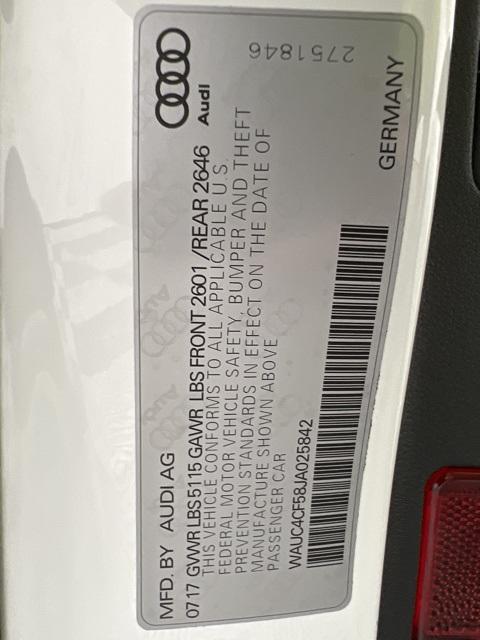 MFD. BY AUDI AG
Audi
07.17 GVWR LBS 5115 GAWR LBS FRONT 2601 /REAR 2646
THIS VEHICLE CONFORMS TO ALL APPLICABLE U.S.
FEDERAL MOTOR VEHICLE SAFETY, BUMPER AND THEFT
PREVENTION STANDARDS IN EFFECT ON THE DATE OF
MANUFACTURE SHOWN ABOVE
PASSENGER CAR
WAUC4CF58JA025842
GERMANY
2751846